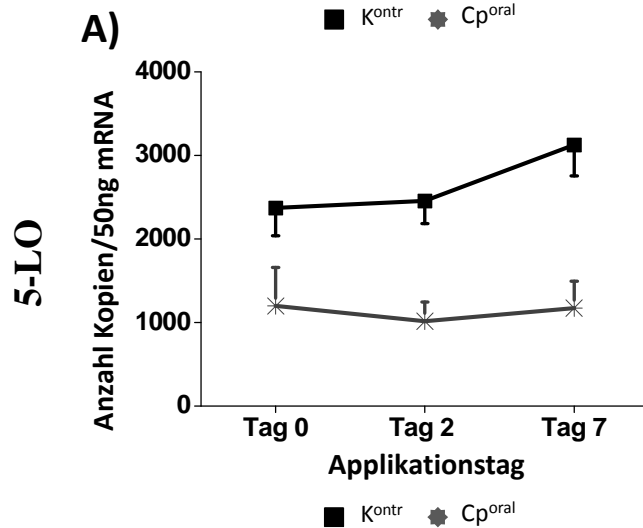 A)
■ Kᵒⁿᵗʳ ✸ Cpᵒʳᵃˡ
5-LO
Anzahl Kopien/50ng mRNA
4000
3000
2000
1000
0
Tag 0 Tag 2 Tag 7
Applikationstag
■ Kᵒⁿᵗʳ ✸ Cpᵒʳᵃˡ